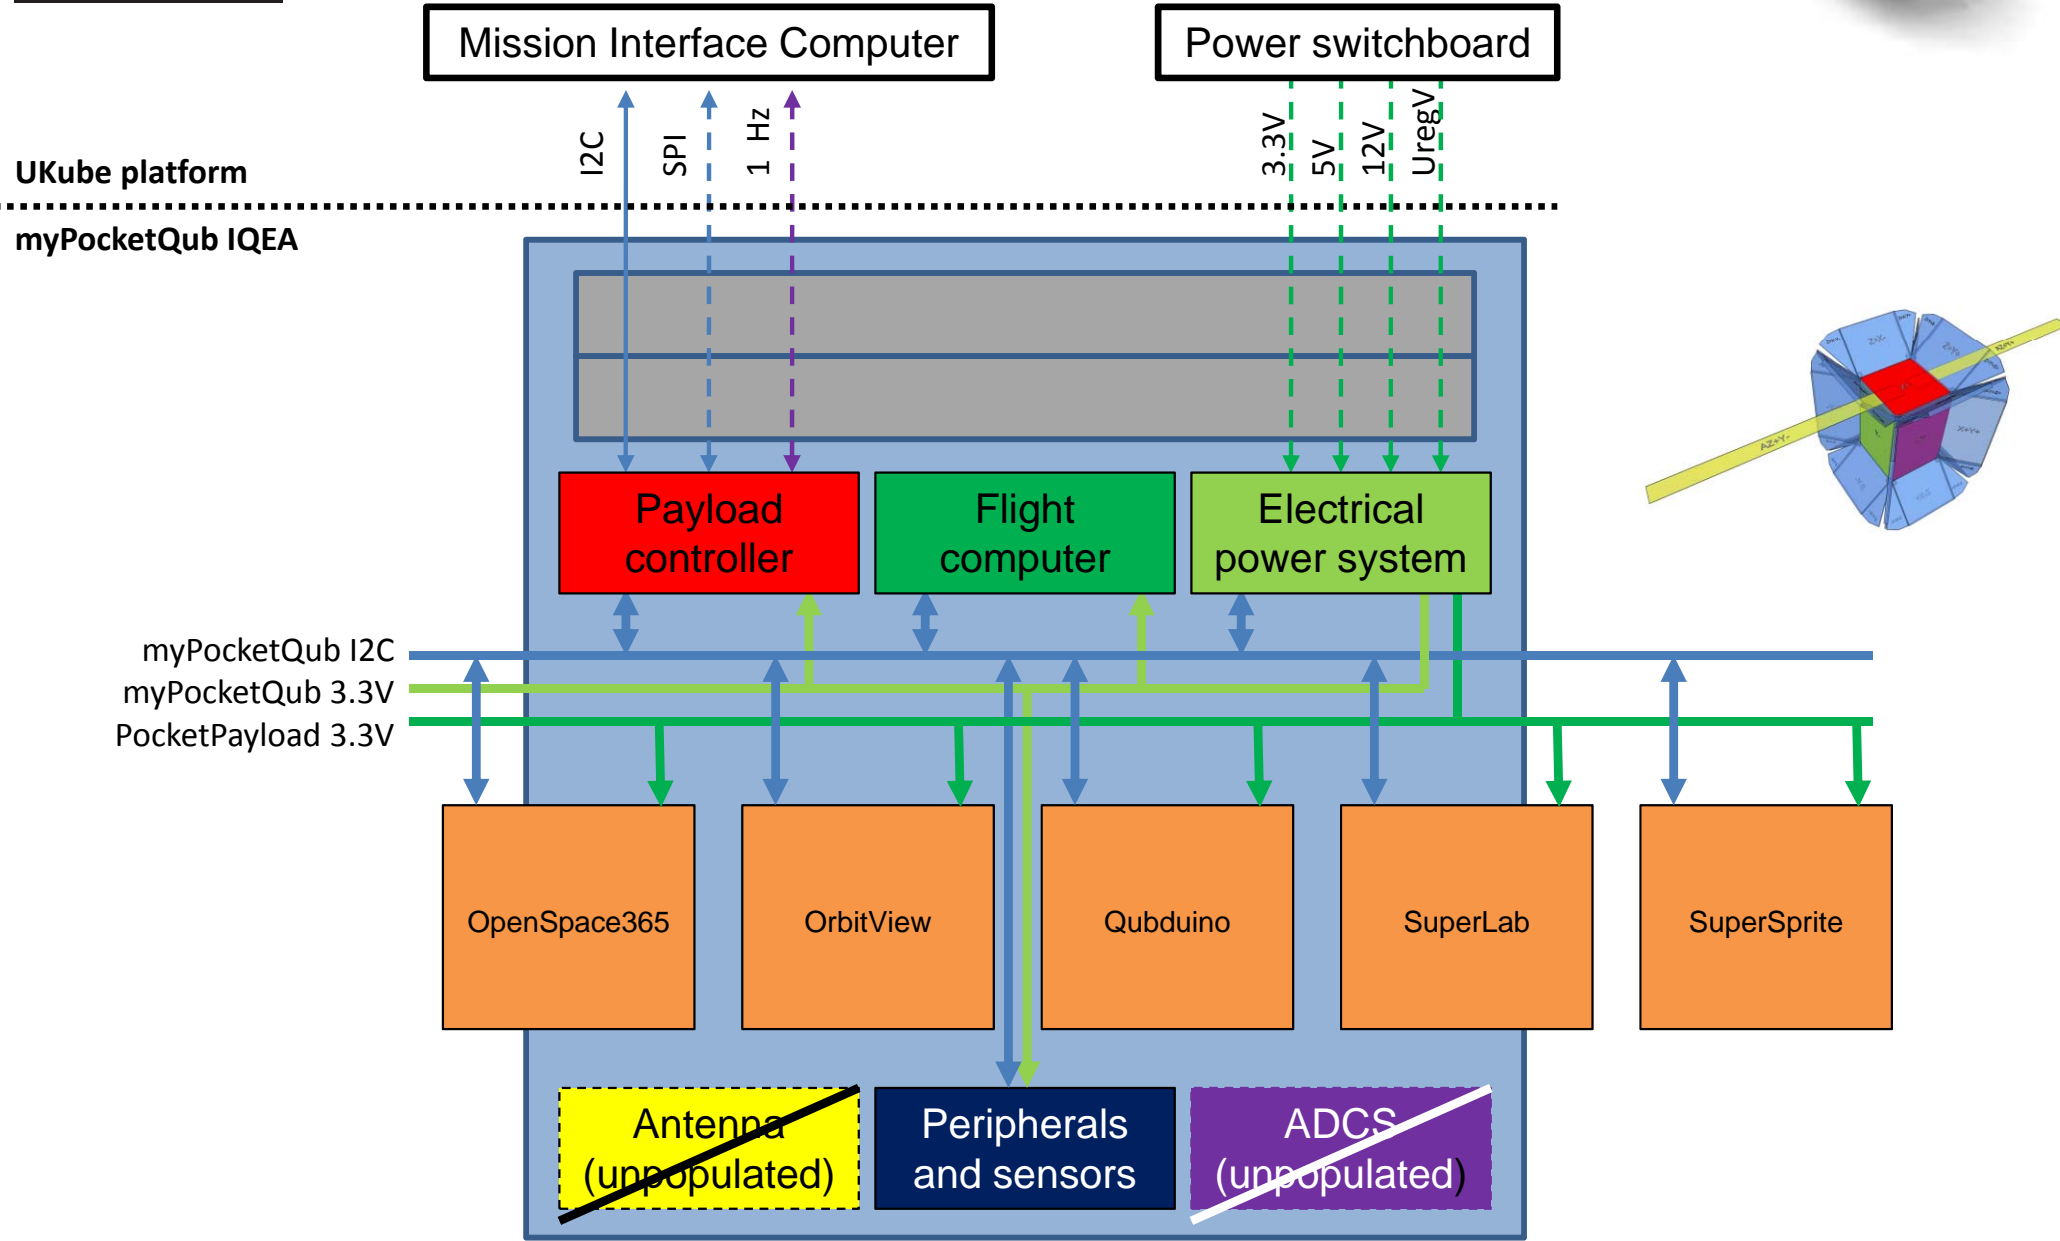 Mission Interface Computer
Power switchboard
I2C
SPI
1 Hz
3.3V
5V
12V
UregV
UKube platform
myPocketQub IQEA
Payload
controller
Flight
computer
Electrical
power system
myPocketQub I2C
myPocketQub 3.3V
PocketPayload 3.3V
OpenSpace365
OrbitView
Qubduino
SuperLab
SuperSprite
Antenna
(unpopulated)
Peripherals
and sensors
ADCS
(unpopulated)